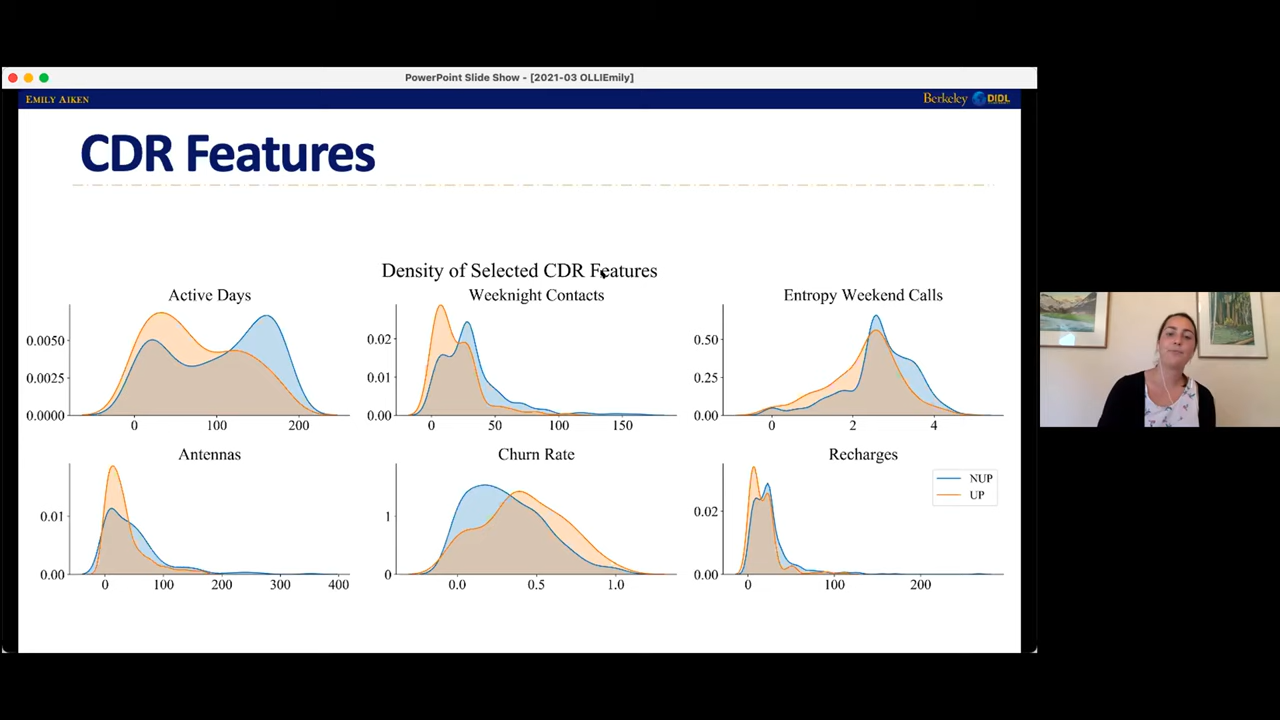 PowerPoint Slide Show - [2021-03 OLLIEmily]
EMILY AIKEN
Berkeley DIDL
CDR Features
Density of Selected CDR Features
Active Days
0.0050
0.0025
0.0000
0 100 200
Weeknight Contacts
0.02
0.01
0.00
0 50 100 150
Entropy Weekend Calls
0.50
0.25
0.00
0 2 4
Antennas
0.01
0.00
0 100 200 300 400
Churn Rate
1
0
0.0 0.5 1.0
Recharges
NUP
UP
0.02
0.00
0 100 200